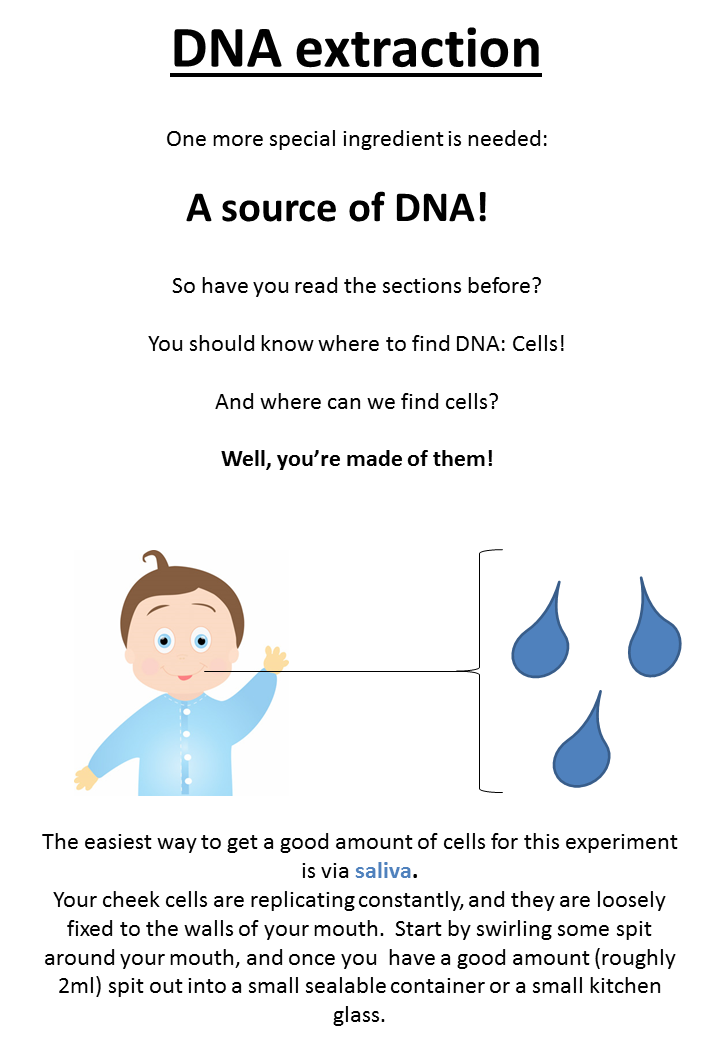 DNA extraction
One more special ingredient is needed:
A source of DNA!
So have you read the sections before?
You should know where to find DNA: Cells!
And where can we find cells?
Well, you’re made of them!
The easiest way to get a good amount of cells for this experiment
is via saliva.
Your cheek cells are replicating constantly, and they are loosely
fixed to the walls of your mouth.  Start by swirling some spit
around your mouth, and once you  have a good amount (roughly
2ml) spit out into a small sealable container or a small kitchen
glass.